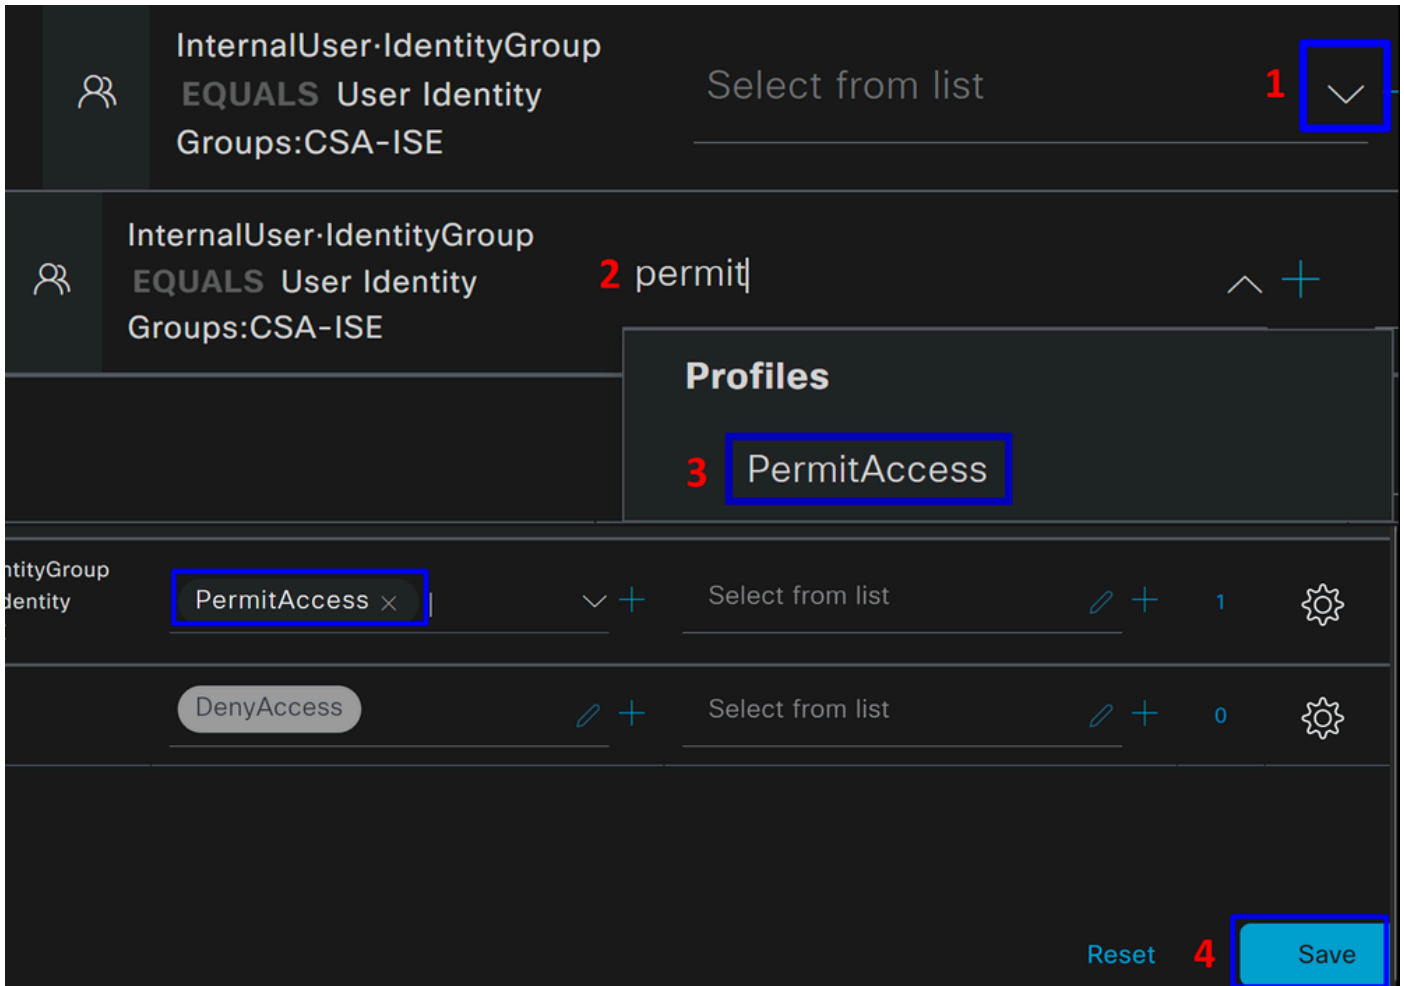 InternalUser·IdentityGroup
EQUALS User Identity
Groups:CSA-ISE
Select from list
1
InternalUser·IdentityGroup
EQUALS User Identity
Groups:CSA-ISE
2 permit
Profiles
3 PermitAccess
ntityGroup
dentity
PermitAccess
Select from list
1
DenyAccess
Select from list
0
Reset
4
Save